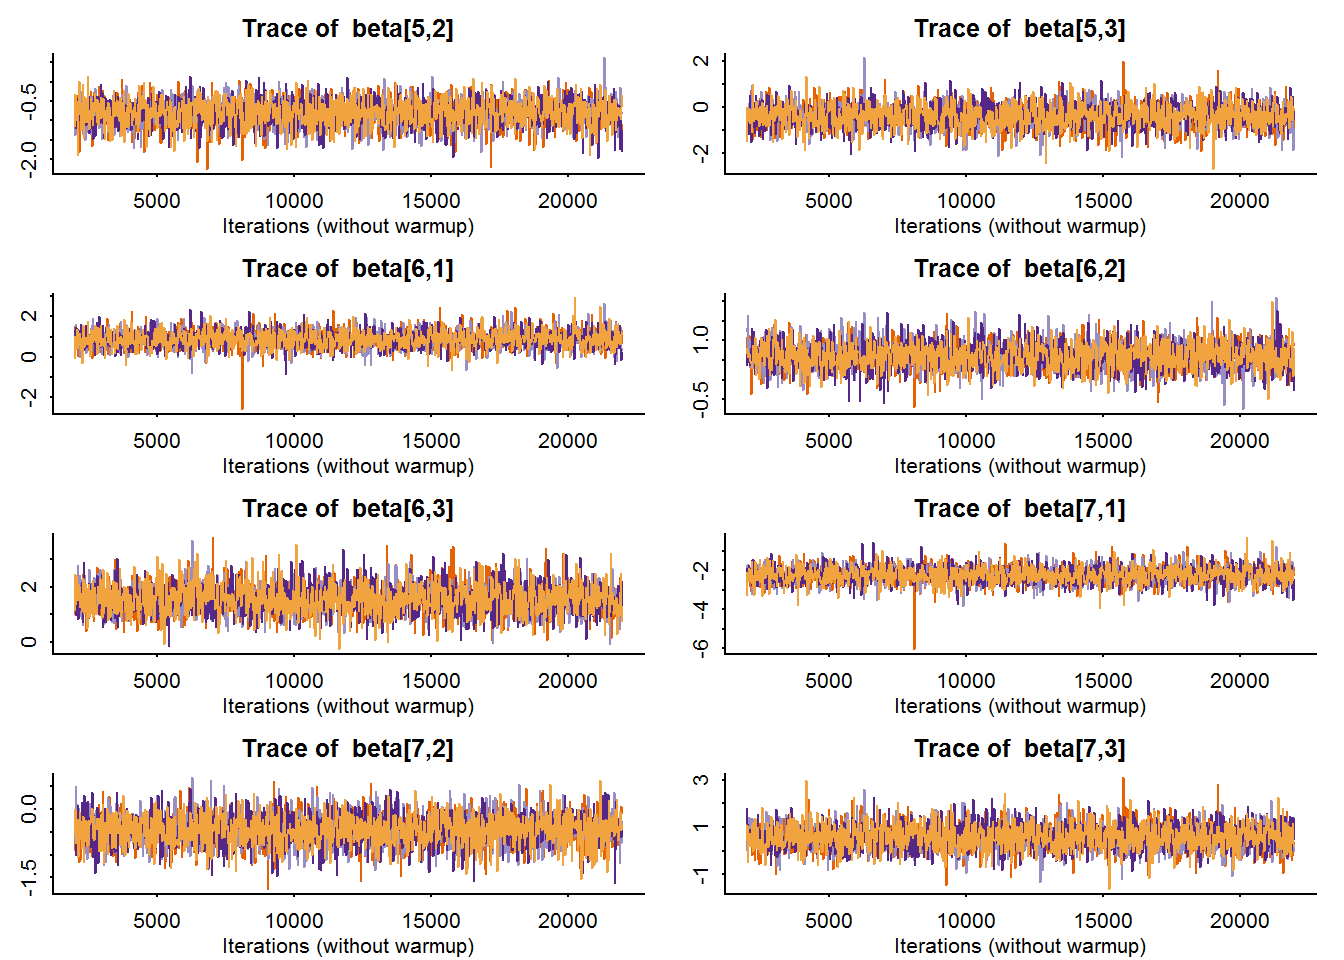 Trace of beta[5,2]
-0.5
-2.0
5000 10000 15000 20000
Iterations (without warmup)
Trace of beta[5,3]
2
0
-2
5000 10000 15000 20000
Iterations (without warmup)
Trace of beta[6,1]
2
0
-2
5000 10000 15000 20000
Iterations (without warmup)
Trace of beta[6,2]
1.0
-0.5
5000 10000 15000 20000
Iterations (without warmup)
Trace of beta[6,3]
2
0
5000 10000 15000 20000
Iterations (without warmup)
Trace of beta[7,1]
-2
-4
-6
5000 10000 15000 20000
Iterations (without warmup)
Trace of beta[7,2]
0.0
-1.5
5000 10000 15000 20000
Iterations (without warmup)
Trace of beta[7,3]
3
1
-1
5000 10000 15000 20000
Iterations (without warmup)